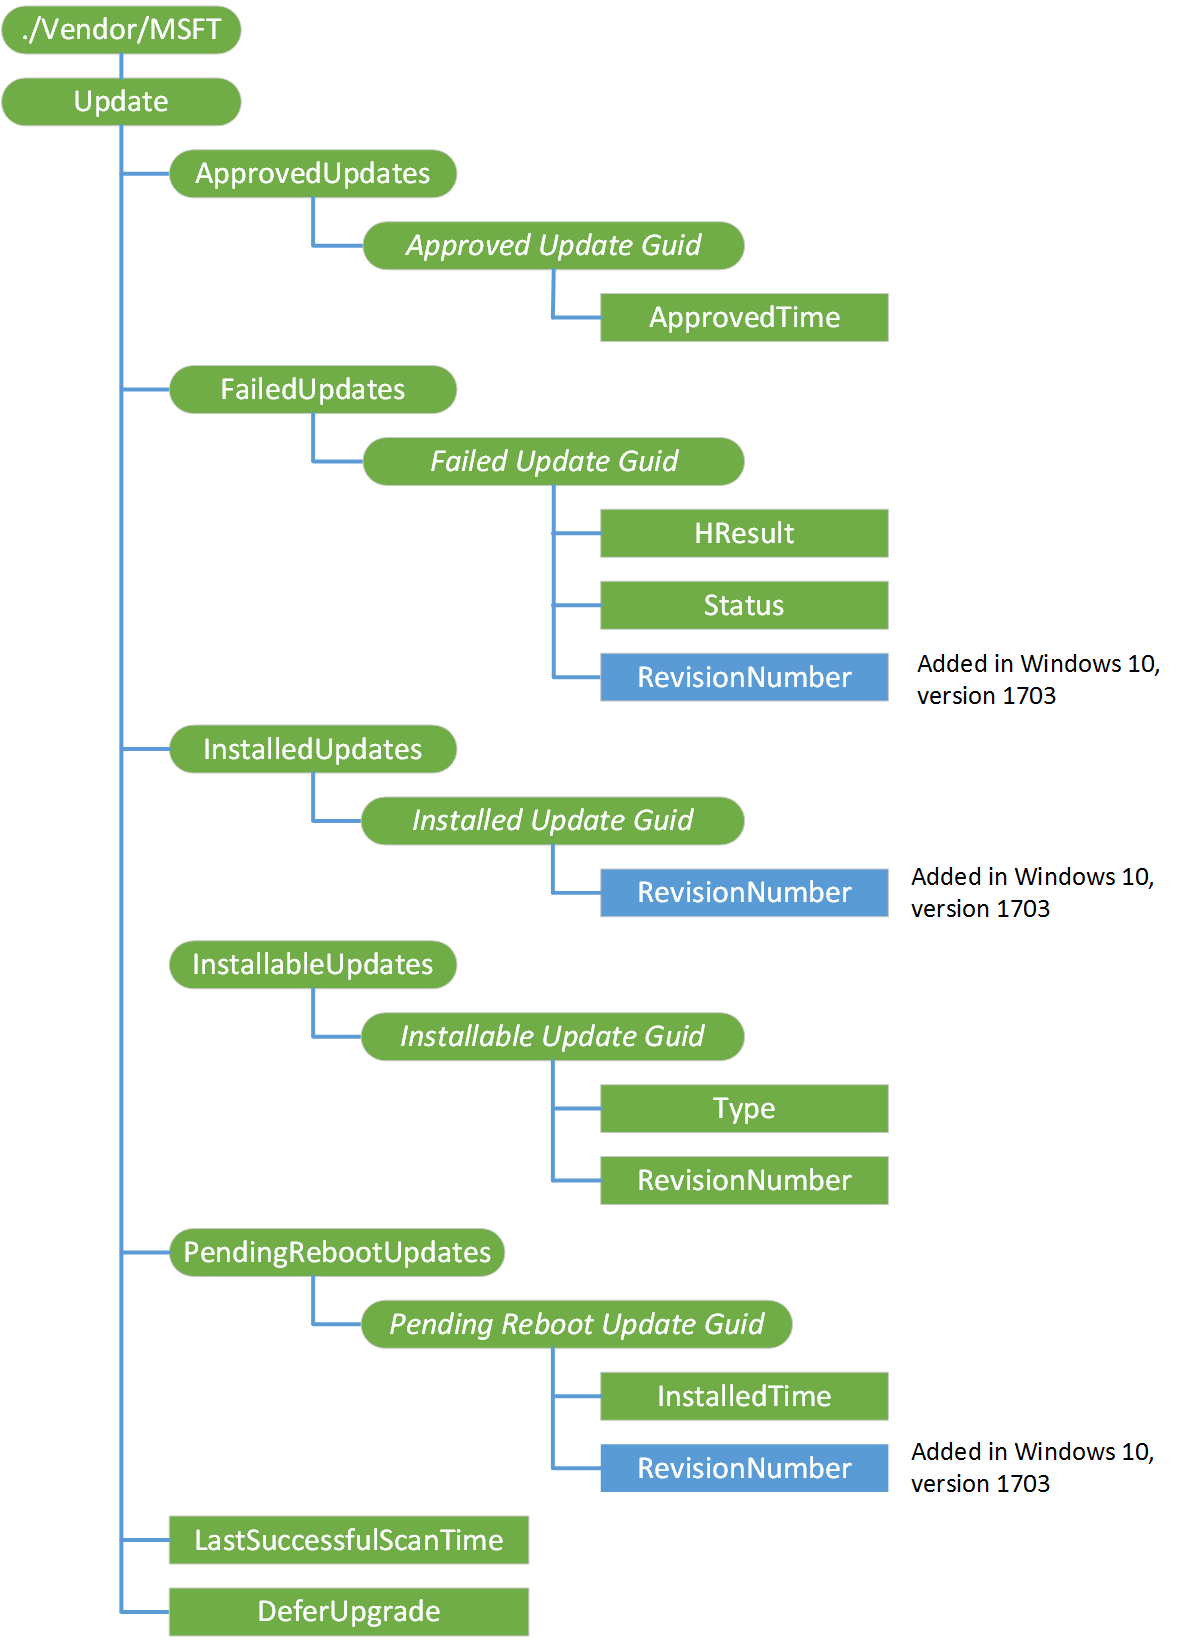 ./Vendor/MSFT
Update
ApprovedUpdates
Approved Update Guid
ApprovedTime
FailedUpdates
Failed Update Guid
HResult
Status
RevisionNumber
Added in Windows 10,
version 1703
InstalledUpdates
Installed Update Guid
RevisionNumber
Added in Windows 10,
version 1703
InstallableUpdates
Installable Update Guid
Type
RevisionNumber
PendingRebootUpdates
Pending Reboot Update Guid
InstalledTime
RevisionNumber
Added in Windows 10,
version 1703
LastSuccessfulScanTime
DeferUpgrade